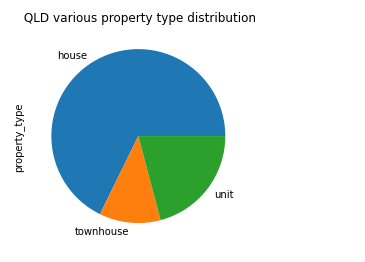 QLD various property type distribution
house
property_type
unit
townhouse